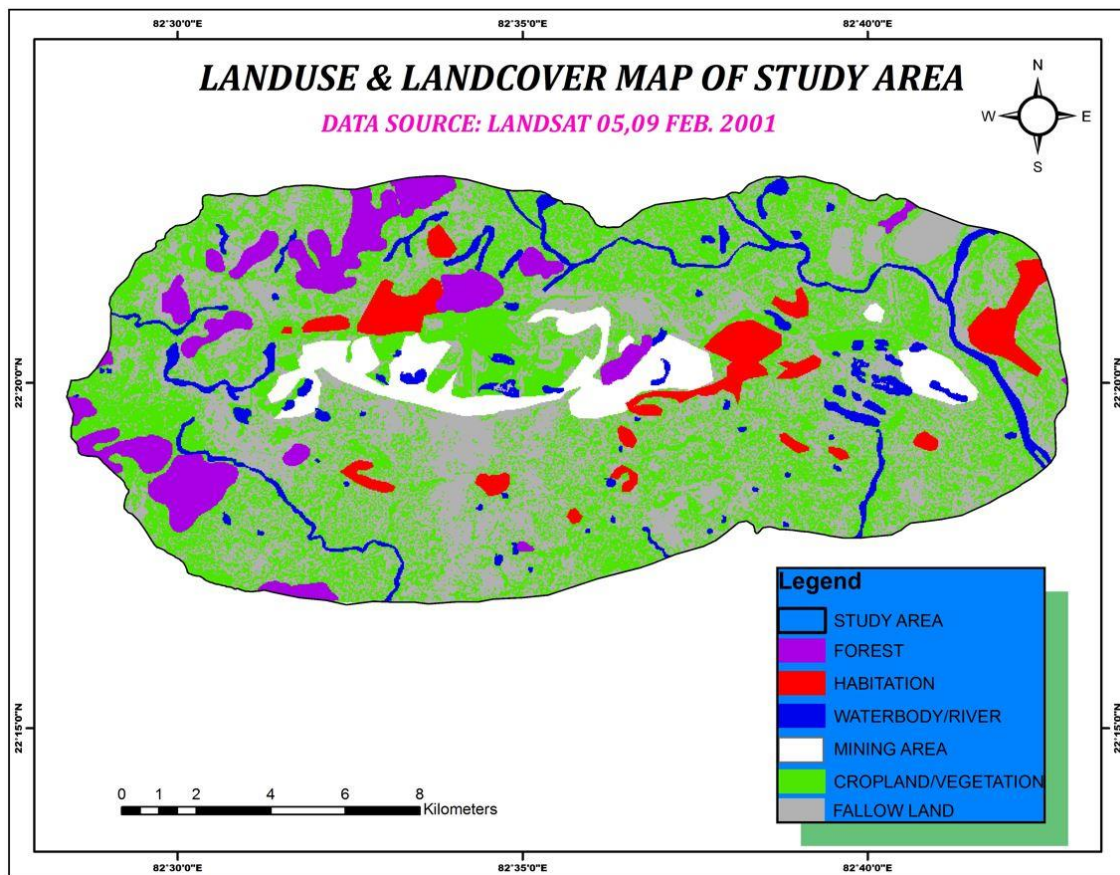 82°30'0"E 82°35'0"E 82°40'0"E
LANDUSE & LANDCOVER MAP OF STUDY AREA
DATA SOURCE: LANDSAT 05,09 FEB. 2001
N
W E
S
22°20'0"N 22°20'0"N
Legend
STUDY AREA
FOREST
HABITATION
WATERBODY/RIVER
MINING AREA
CROPLAND/VEGETATION
FALLOW LAND
22°15'0"N 22°15'0"N
0 1 2 4 6 8
Kilometers
82°30'0"E 82°35'0"E 82°40'0"E